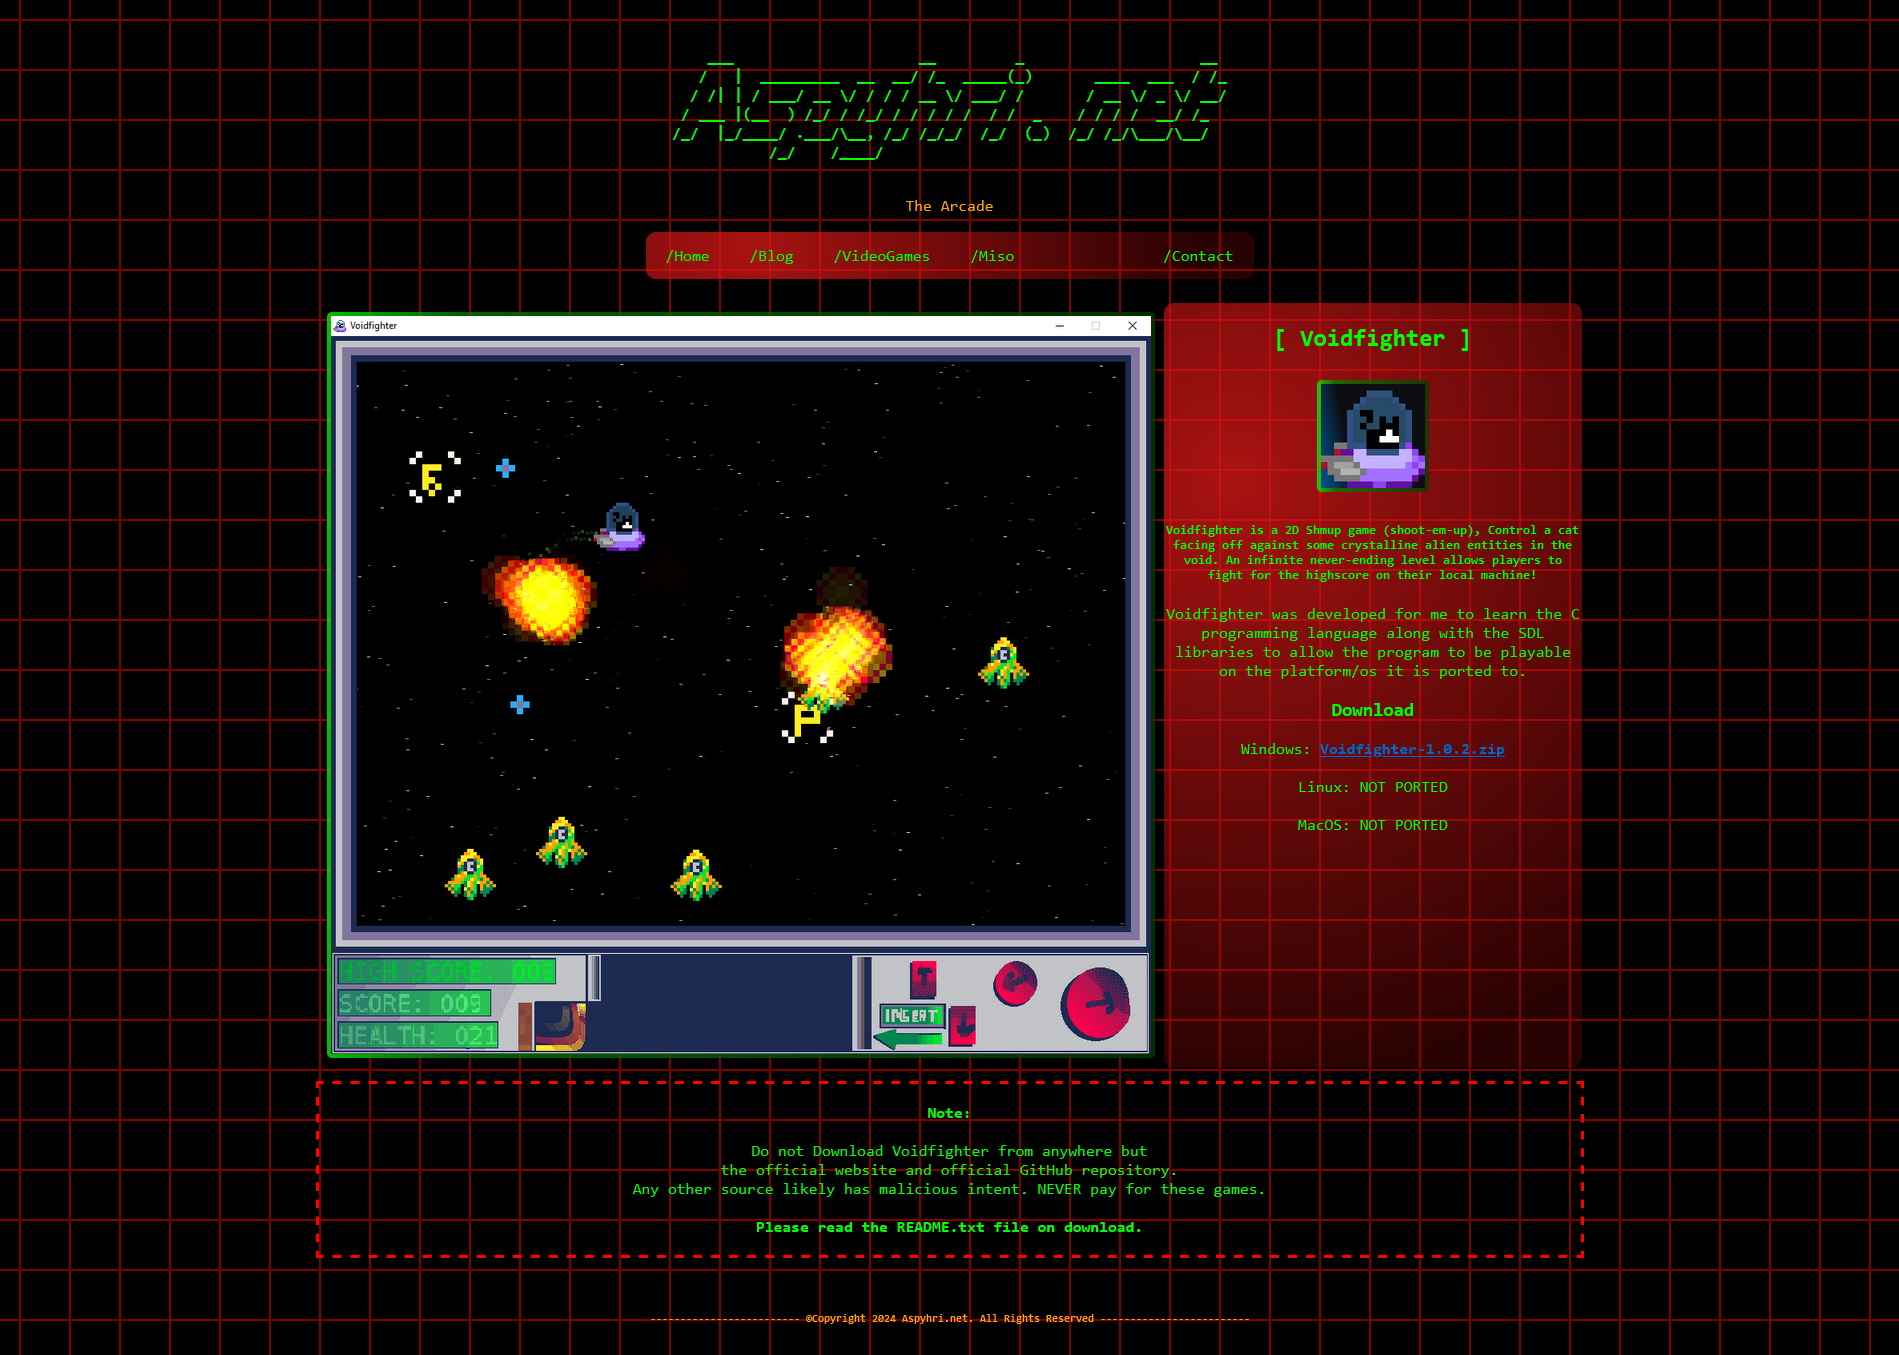 Aspyhri.net
The Arcade
/Home /Blog /VideoGames /Miso /Contact
Voidfighter
E
P
HIGH SCORE: 009
SCORE: 009
HEALTH: 021
INSERT
[ Voidfighter ]
Voidfighter is a 2D Shmup game (shoot-em-up), Control a cat
facing off against some crystalline alien entities in the
void. An infinite never-ending level allows players to
fight for the highscore on their local machine!
Voidfighter was developed for me to learn the C
programming language along with the SDL
libraries to allow the program to be playable
on the platform/os it is ported to.
Download
Windows: Voidfighter-1.0.2.zip
Linux: NOT PORTED
MacOS: NOT PORTED
Note:
Do not Download Voidfighter from anywhere but
the official website and official GitHub repository.
Any other source likely has malicious intent. NEVER pay for these games.
Please read the README.txt file on download.
------------------------- ©Copyright 2024 Aspyhri.net. All Rights Reserved -------------------------